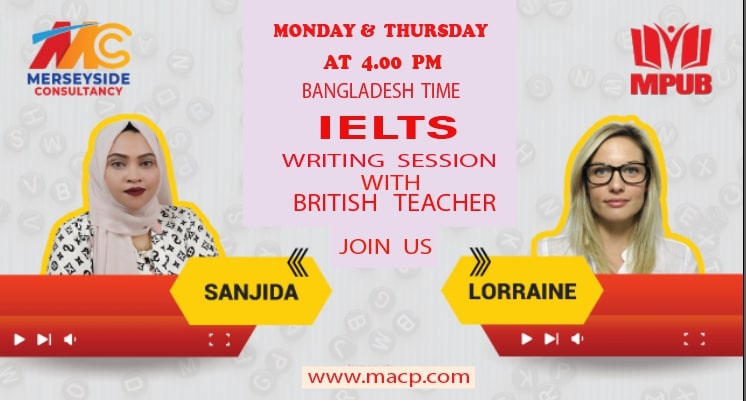 MC
MERSEYSIDE
CONSULTANCY
MONDAY & THURSDAY
AT 4.00 PM
BANGLADESH TIME
IELTS
WRITING SESSION
WITH
BRITISH TEACHER
JOIN US
MPUB
SANJIDA
LORRAINE
www.macp.com